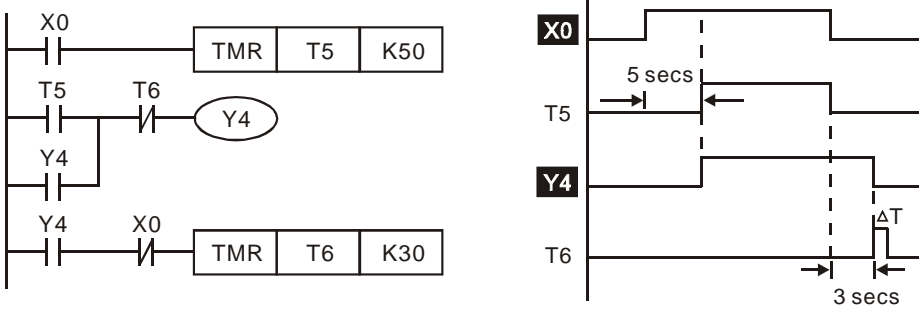 X0
TMR T5 K50
T5 T6
Y4
Y4
Y4 X0
TMR T6 K30
X0
5 secs
T5
Y4
ΔT
T6
3 secs